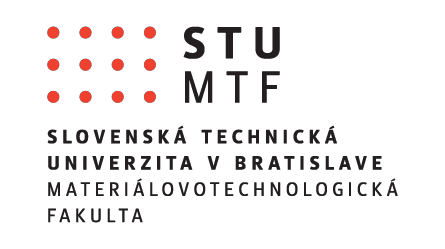 STU
MTF
SLOVENSKÁ TECHNICKÁ
UNIVERZITA V BRATISLAVE
MATERIÁLOVOTECHNOLOGICKÁ
FAKULTA